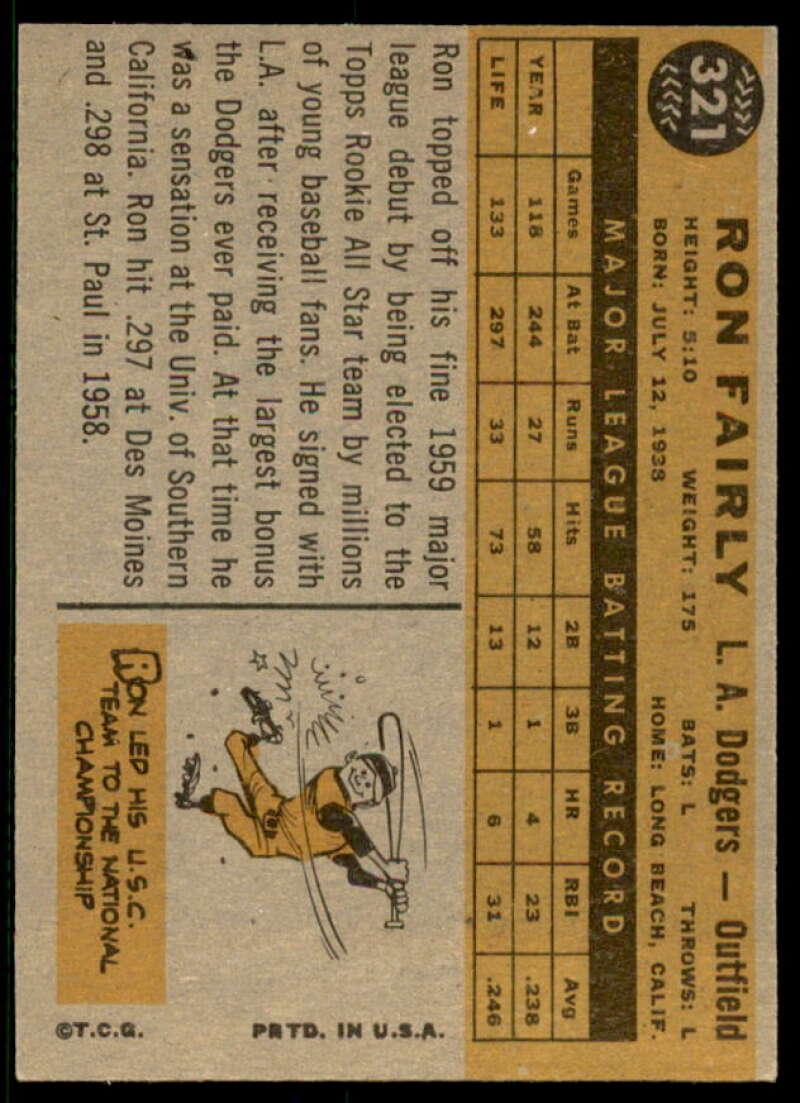 321
RON FAIRLY L. A. Dodgers — Outfield
HEIGHT: 5:10 WEIGHT: 175 BATS: L THROWS: L
BORN: JULY 12, 1938 HOME: LONG BEACH, CALIF.
MAJOR LEAGUE BATTING RECORD
Games At Bat Runs Hits 2B 3B HR RBI Avg
YEAR 118 244 27 58 12 1 4 23 .238
LIFE 133 297 33 73 13 1 6 31 .246
Ron topped off his fine 1959 major
league debut by being elected to the
Topps Rookie All Star team by millions
of young baseball fans. He signed with
L.A. after receiving the largest bonus
the Dodgers ever paid. At that time he
was a sensation at the Univ. of Southern
California. Ron hit .297 at Des Moines
and .298 at St. Paul in 1958.
RON LED HIS U.S.C.
TEAM TO THE NATIONAL
CHAMPIONSHIP
©T.C.G. PRTD. IN U.S.A.